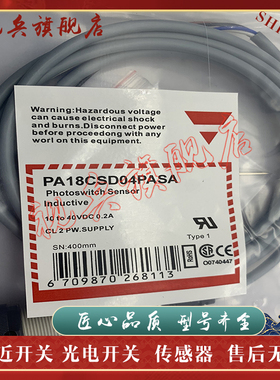 兵旗舰店
Warning:Hazardous voltage
can cause electrical shock
and burns.Disconnect power
before proceeding with any
work on this equipment.
PA18CSD04PASA
Photoswitch Sensor
Inductive
10 to 40VDC 0.2A
CL 2 PW.SUPPLY
Type 1
SN:400mm
O0740447
6 709870 268113
匠心品质 型号齐全
近开关 光电开关 传感器 售后无